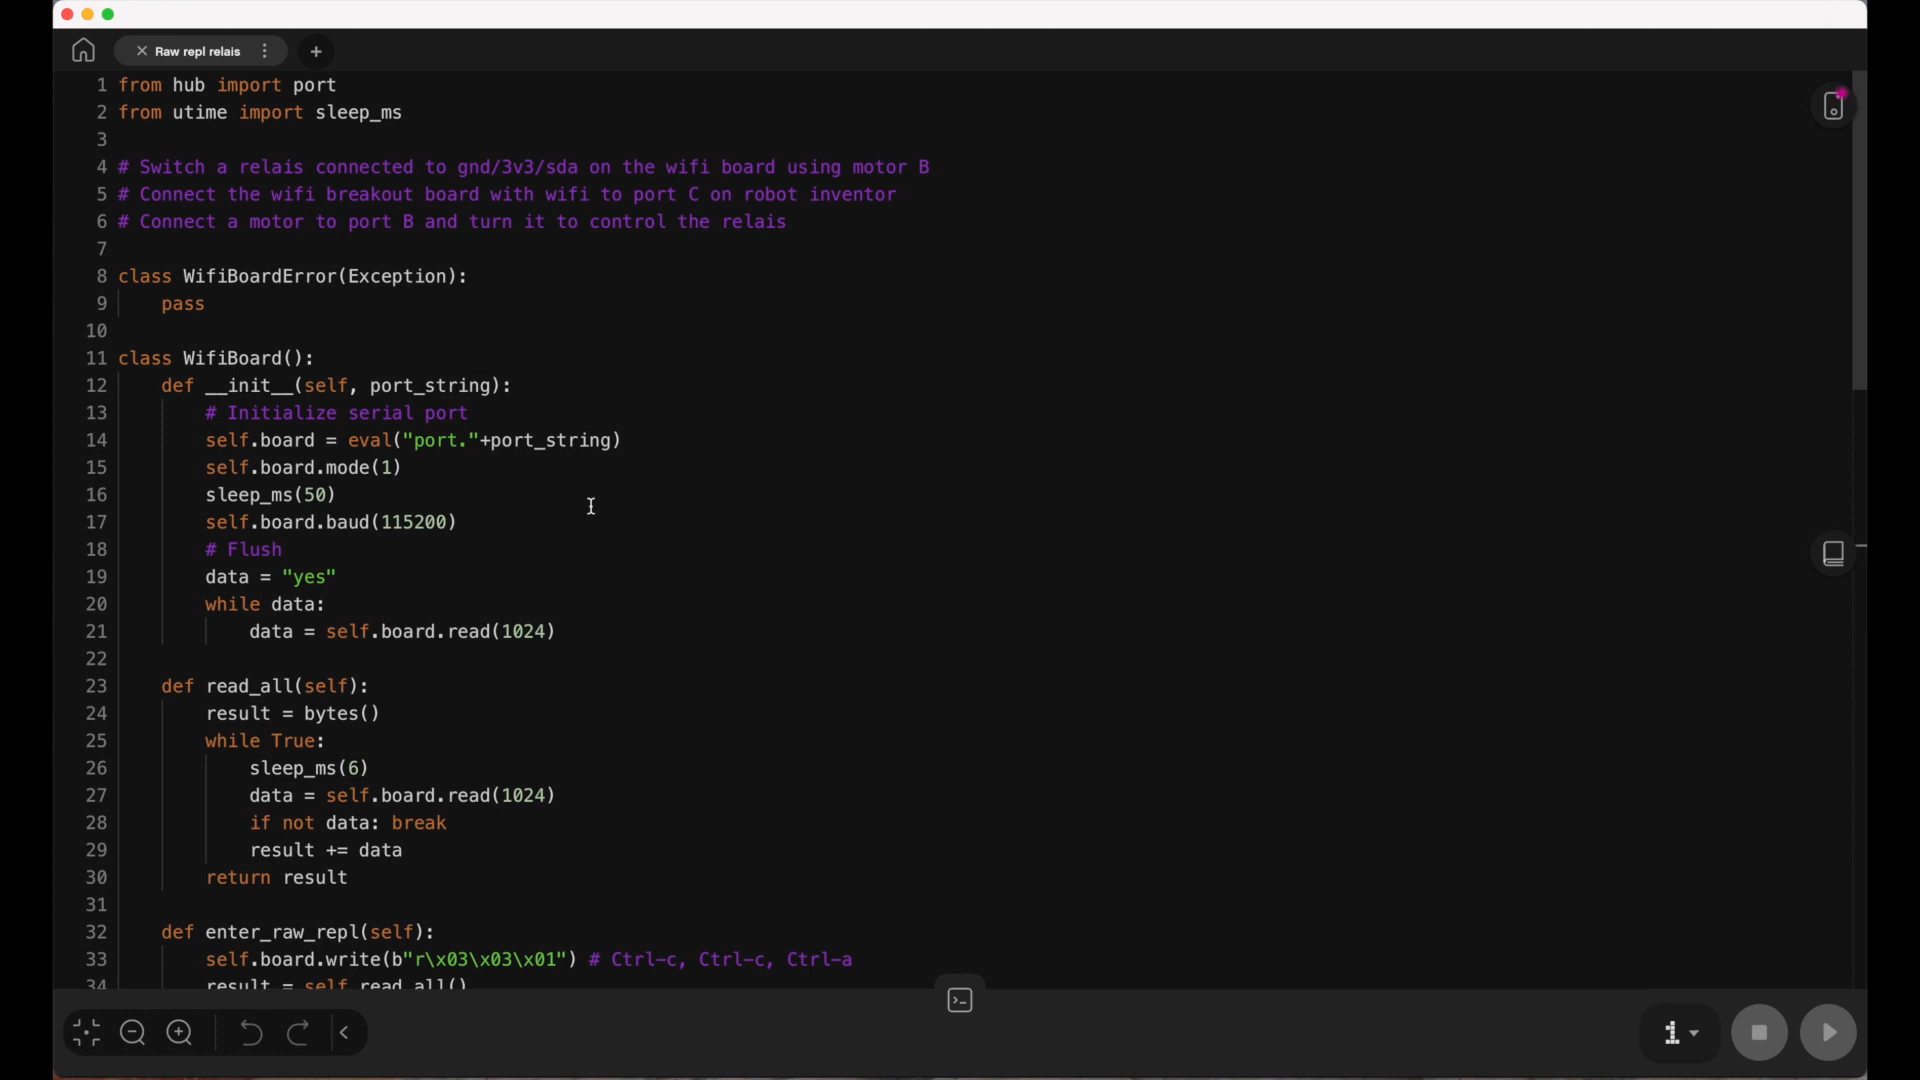 Raw repl relais
1 from hub import port
2 from utime import sleep_ms
3
4 # Switch a relais connected to gnd/3v3/sda on the wifi board using motor B
5 # Connect the wifi breakout board with wifi to port C on robot inventor
6 # Connect a motor to port B and turn it to control the relais
7
8 class WifiBoardError(Exception):
9     pass
10
11 class WifiBoard():
12     def __init__(self, port_string):
13         # Initialize serial port
14         self.board = eval("port."+port_string)
15         self.board.mode(1)
16         sleep_ms(50)
17         self.board.baud(115200)
18         # Flush
19         data = "yes"
20         while data:
21             data = self.board.read(1024)
22
23     def read_all(self):
24         result = bytes()
25         while True:
26             sleep_ms(6)
27             data = self.board.read(1024)
28             if not data: break
29             result += data
30         return result
31
32     def enter_raw_repl(self):
33         self.board.write(b"r\x03\x03\x01") # Ctrl-c, Ctrl-c, Ctrl-a
34         result = self.read_all()
1